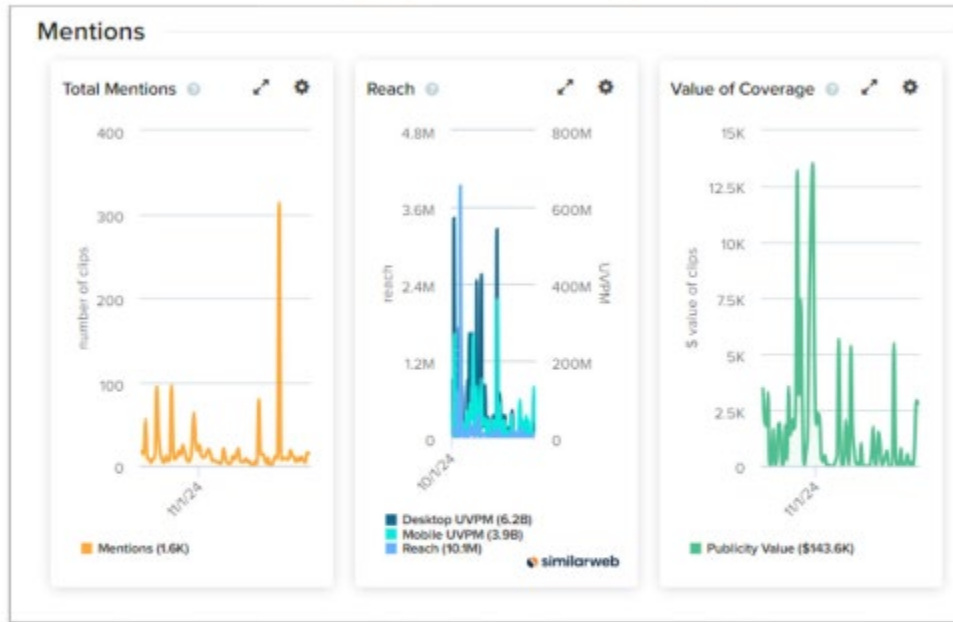 Mentions
Total Mentions
400
300
200
100
0
number of clips
11/1/24
Mentions (1.6K)
Reach
4.8M
3.6M
2.4M
1.2M
0
reach
800M
600M
400M
200M
0
UVPM
10/1/24
Desktop UVPM (6.2B)
Mobile UVPM (3.9B)
Reach (10.1M)
similarweb
Value of Coverage
15K
12.5K
10K
7.5K
5K
2.5K
0
$ value of clips
11/1/24
Publicity Value ($143.6K)